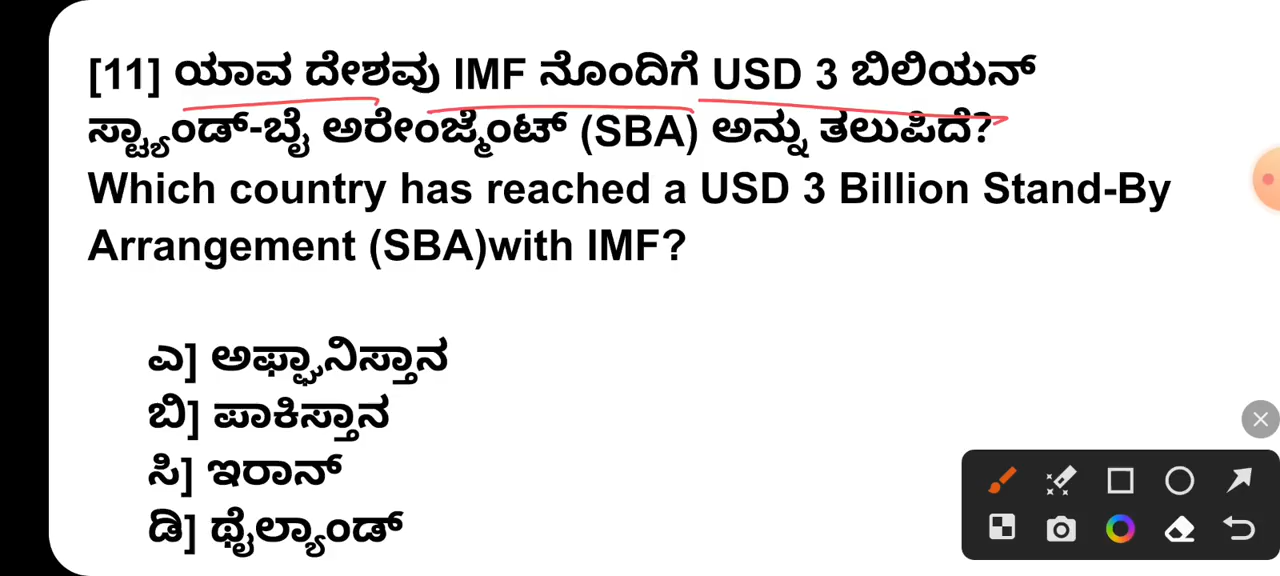 [11] ಯಾವ ದೇಶವು IMF ನೊಂದಿಗೆ USD 3 ಬಿಲಿಯನ್
ಸ್ಟ್ಯಾಂಡ್-ಬೈ ಅರೇಂಜ್ಮೆಂಟ್ (SBA) ಅನ್ನು ತಲುಪಿದೆ?
Which country has reached a USD 3 Billion Stand-By
Arrangement (SBA)with IMF?
ಎ] ಅಫ್ಘಾನಿಸ್ತಾನ
ಬಿ] ಪಾಕಿಸ್ತಾನ
ಸಿ] ಇರಾನ್
ಡಿ] ಥೈಲ್ಯಾಂಡ್